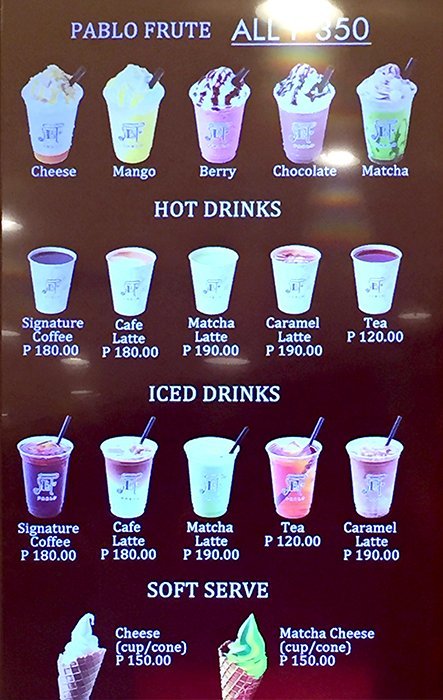 PABLO FRUTE ALL P 350
Cheese Mango Berry Chocolate Matcha
HOT DRINKS
Signature Coffee P 180.00
Cafe Latte P 180.00
Matcha Latte P 190.00
Caramel Latte P 190.00
Tea P 120.00
ICED DRINKS
Signature Coffee P 180.00
Cafe Latte P 180.00
Matcha Latte P 190.00
Tea P 120.00
Caramel Latte P 190.00
SOFT SERVE
Cheese
(cup/cone)
P 150.00
Matcha Cheese
(cup/cone)
P 150.00